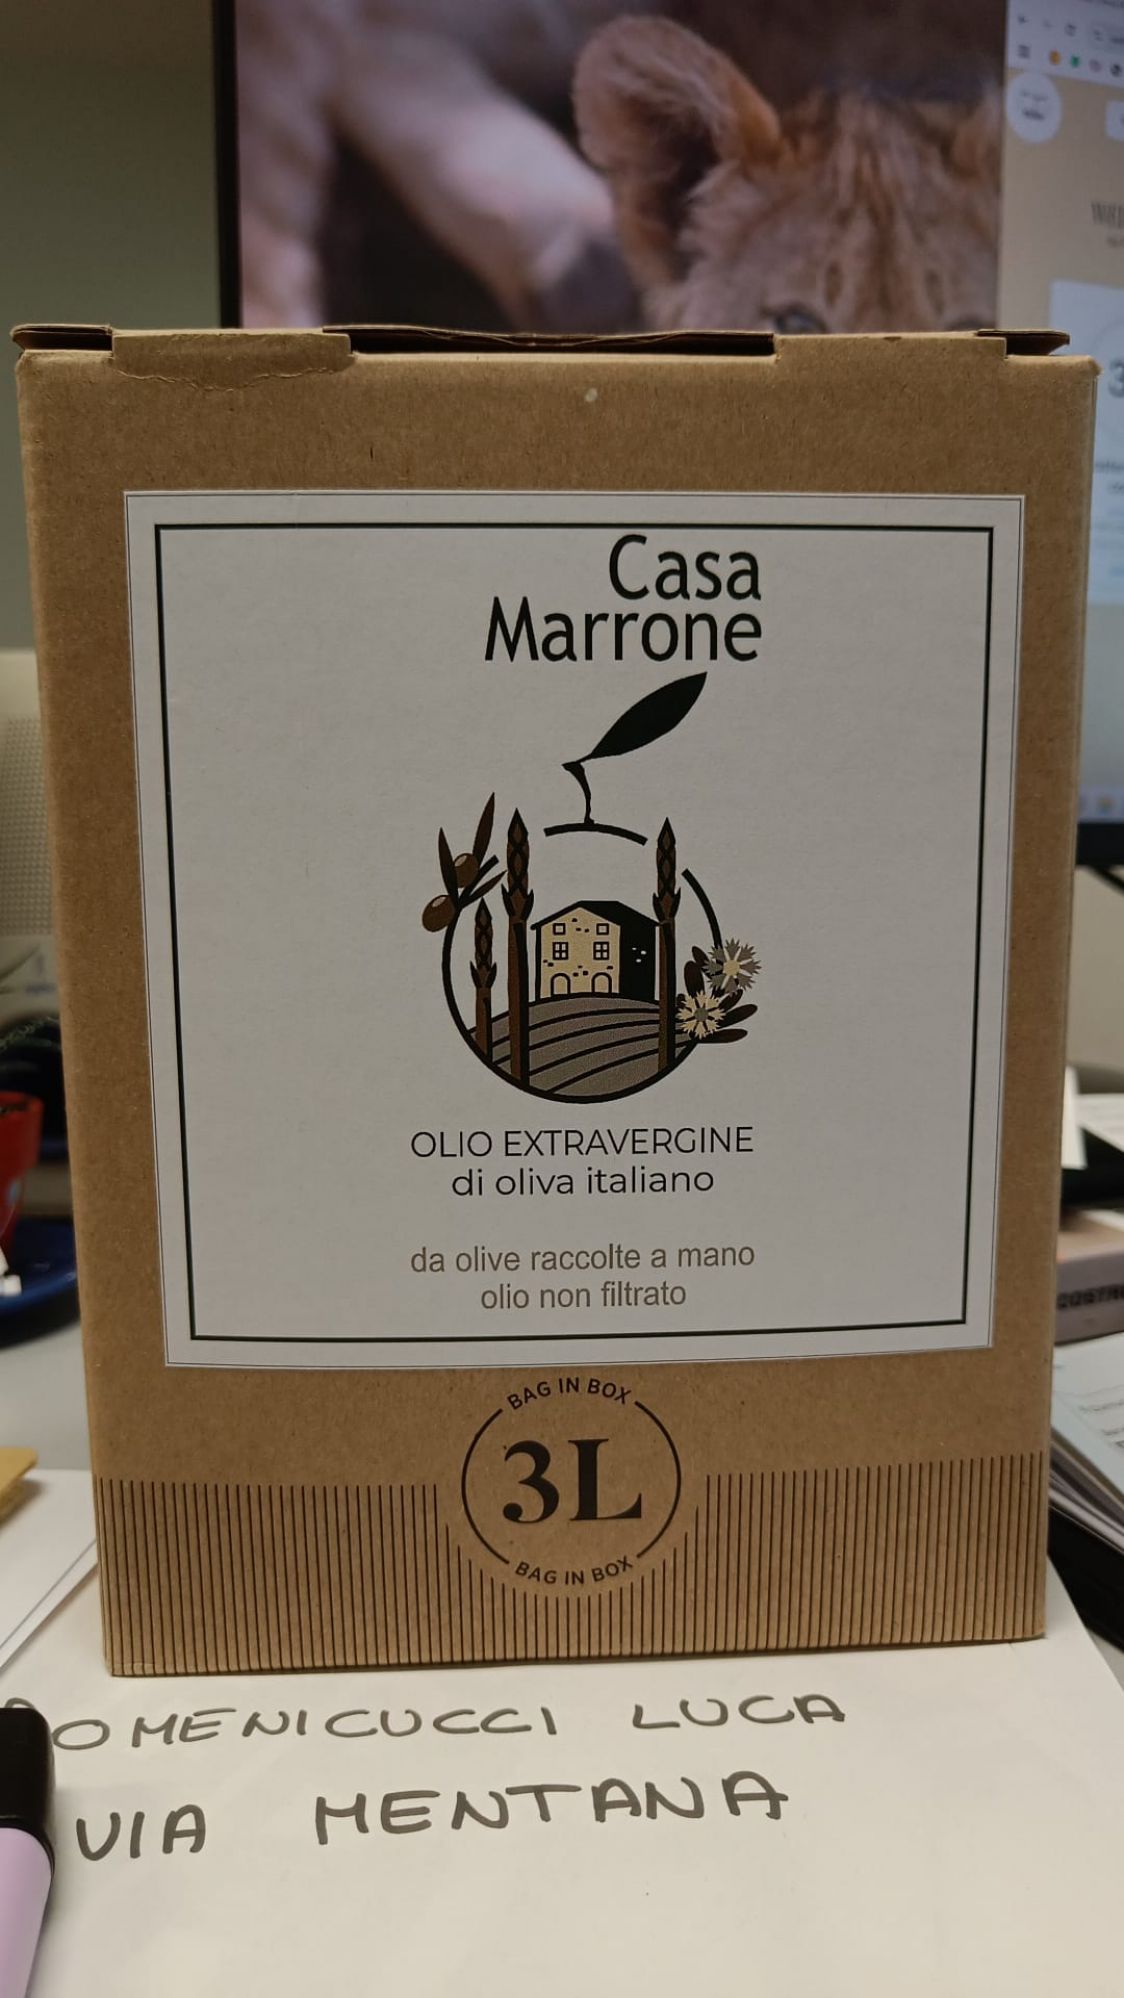 Casa
Marrone
OLIO EXTRAVERGINE
di oliva italiano
da olive raccolte a mano
olio non filtrato
BAG IN BOX
3L
BAG IN BOX
DOMENICUCCI LUCA
VIA MENTANA